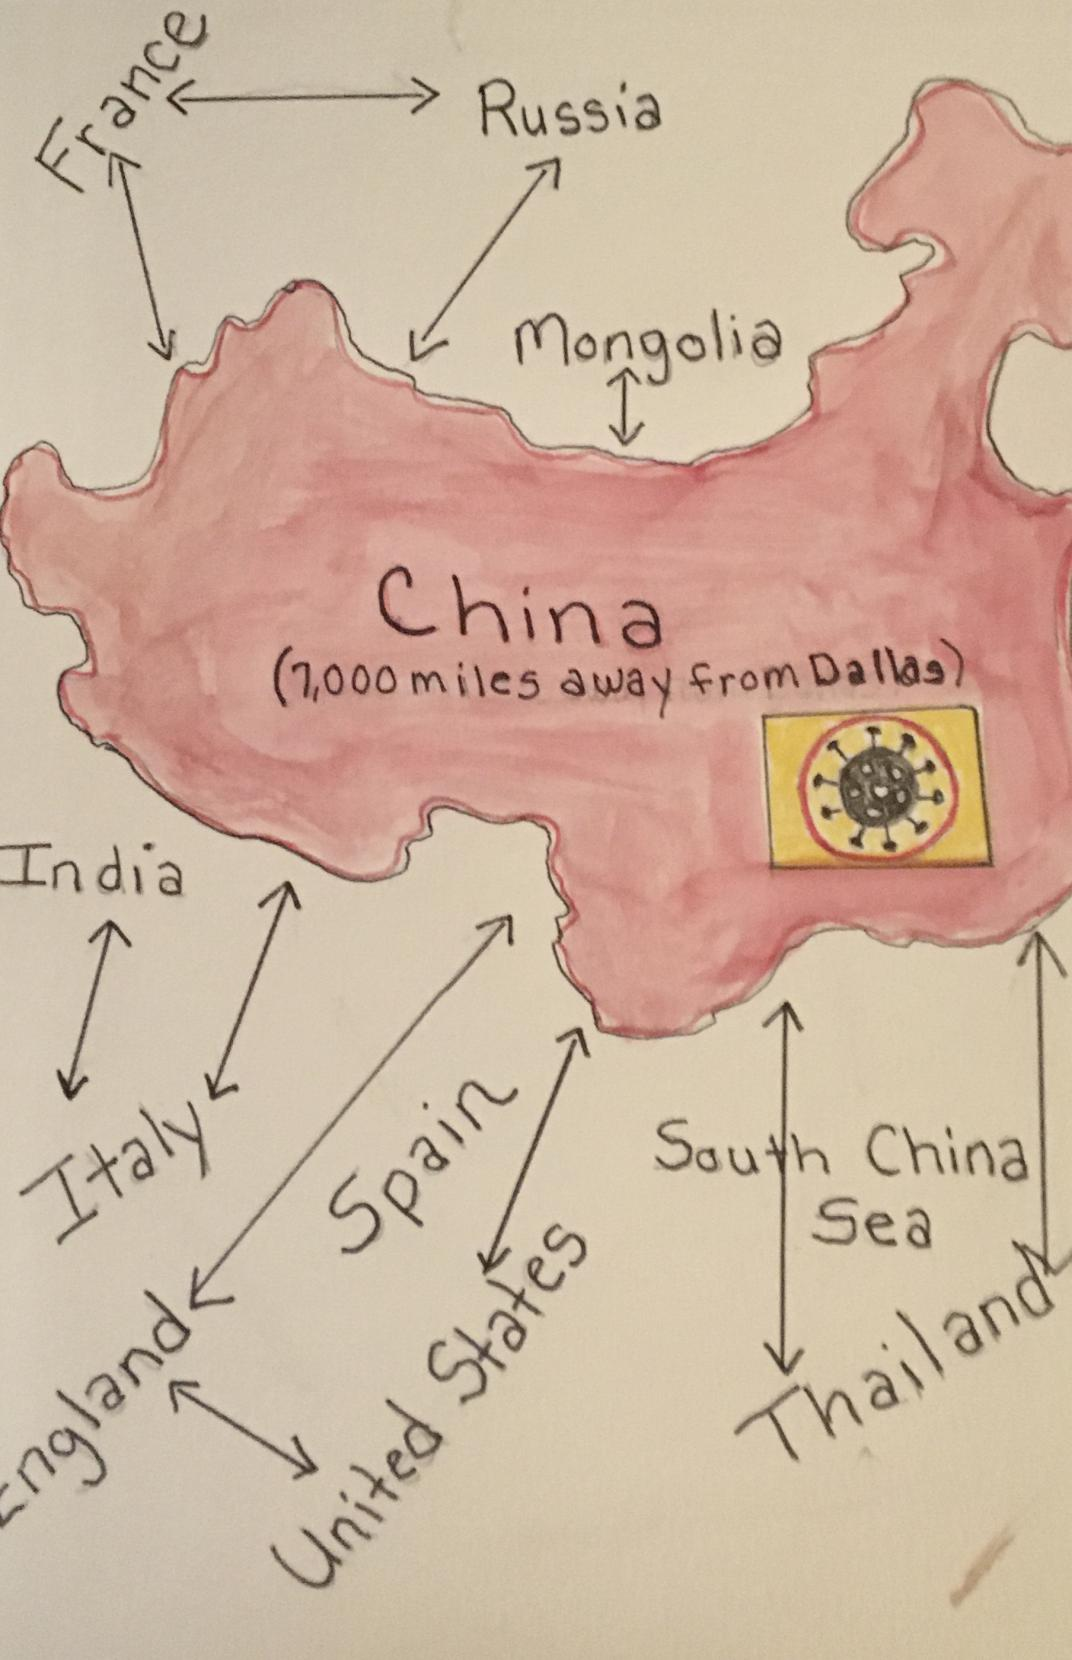 France
Russia
Mongolia
China
(7,000 miles away from Dallas)
India
Italy
Spain
South China
Sea
England
United States
Thailand